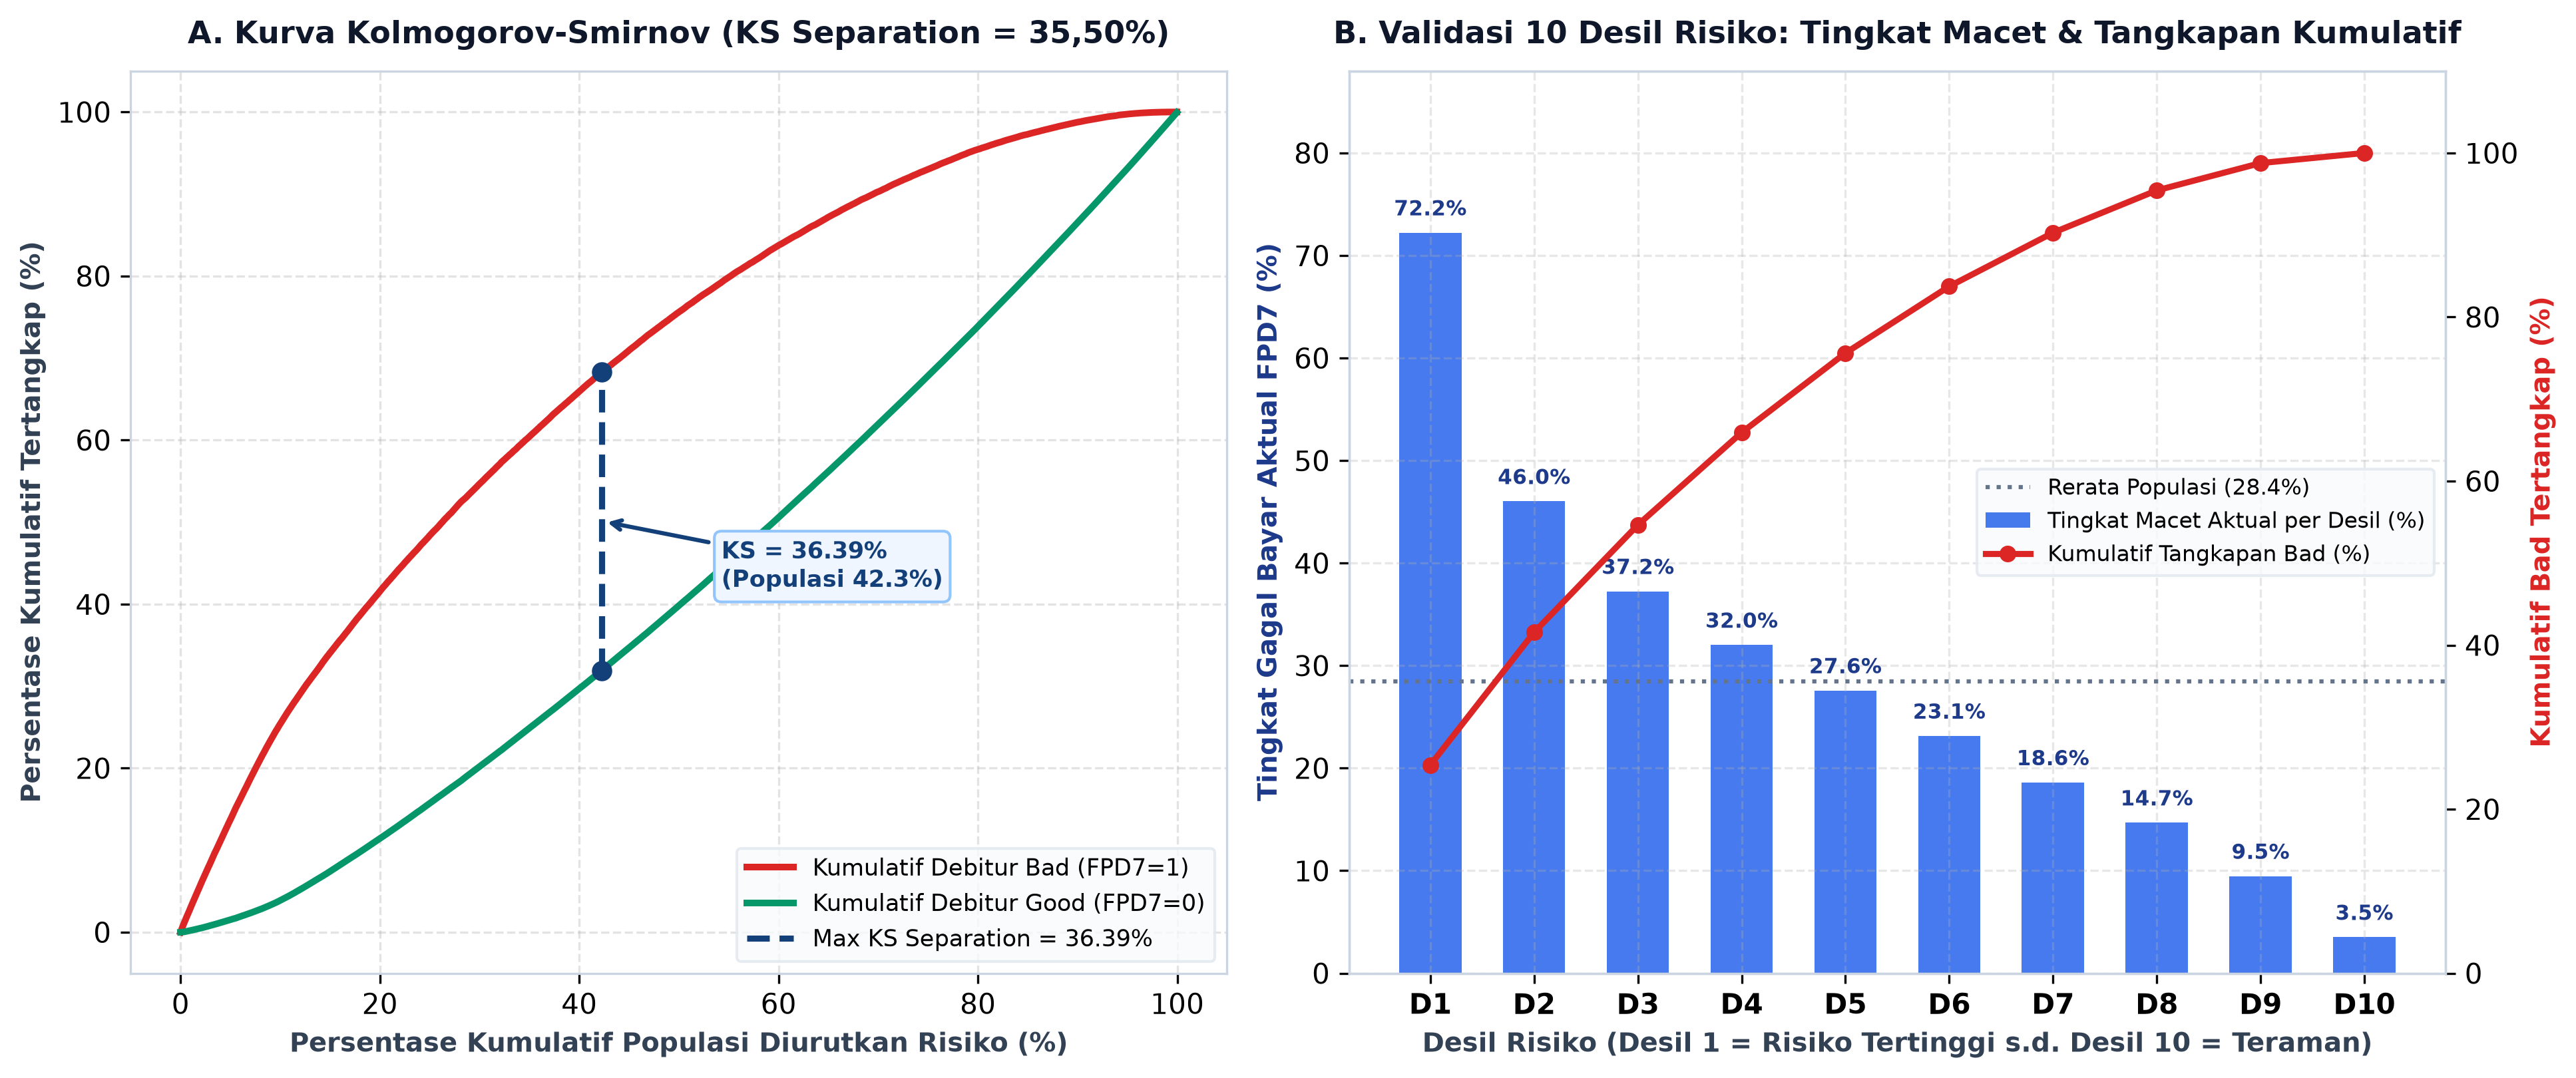 A. Kurva Kolmogorov-Smirnov (KS Separation = 35,50%)
Persentase Kumulatif Tertangkap (%)
100
80
60
40
20
0
KS = 36.39%
(Populasi 42.3%)
Kumulatif Debitur Bad (FPD7=1)
Kumulatif Debitur Good (FPD7=0)
Max KS Separation = 36.39%
0 20 40 60 80 100
Persentase Kumulatif Populasi Diurutkan Risiko (%)
B. Validasi 10 Desil Risiko: Tingkat Macet & Tangkapan Kumulatif
Tingkat Gagal Bayar Aktual FPD7 (%)
80
70
60
50
40
30
20
10
0
72.2%
46.0%
37.2%
32.0%
27.6%
23.1%
18.6%
14.7%
9.5%
3.5%
Rerata Populasi (28.4%)
Tingkat Macet Aktual per Desil (%)
Kumulatif Tangkapan Bad (%)
100
80
60
40
20
0
Kumulatif Bad Tertangkap (%)
D1 D2 D3 D4 D5 D6 D7 D8 D9 D10
Desil Risiko (Desil 1 = Risiko Tertinggi s.d. Desil 10 = Teraman)